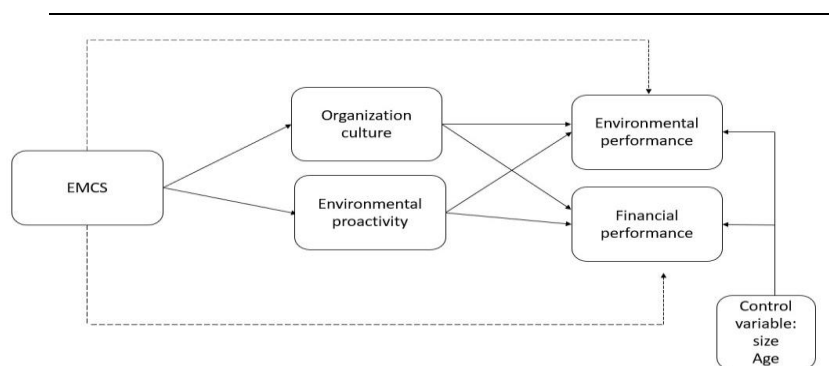 EMCS
Organization
culture
Environmental
proactivity
Environmental
performance
Financial
performance
Control
variable:
size
Age